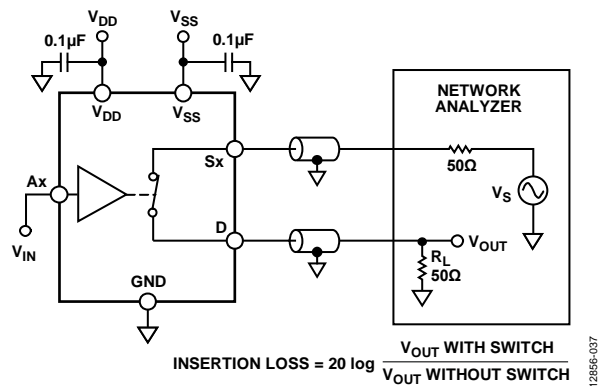 VDD
VSS
0.1µF
0.1µF
VDD
VSS
NETWORK
ANALYZER
Sx
50Ω
VS
Ax
D
VOUT
RL
50Ω
VIN
GND
INSERTION LOSS = 20 log VOUT WITH SWITCH
VOUT WITHOUT SWITCH
12856-037